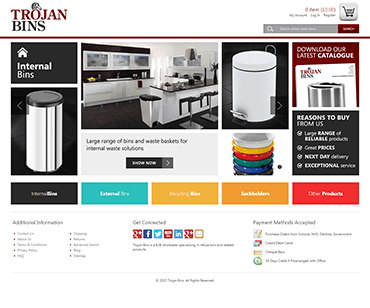 TROJAN
BINS
0 item (£0.00)
My Account Log In Register
SEARCH
Internal
Bins
Large range of bins and waste baskets for
internal waste solutions
SHOW NOW
DOWNLOAD OUR
LATEST CATALOGUE
TROJAN
BINS
REASONS TO BUY
FROM US
Large RANGE of
RELIABLE products
Great PRICES
NEXT DAY delivery
EXCEPTIONAL service
InternalBins
External Bins
Recycling Bins
Sackholders
Other Products
Additional Information
Contact Us
About Us
Terms & Conditions
Privacy Policy
FAQ
Shipping
Returns
Advanced Search
Blog
Sitemap
Get Connected
Trojan Bins is a B2B wholesaler specialising in refuse bins and related
products.
Payment Methods Accepted
Purchase Orders from Schools, NHS, Councils, Government
Credit/Debit Cards
Cheque/Bacs
30 Days Credit if Prearranged with Office
Trojan Bins. All Rights Reserved.